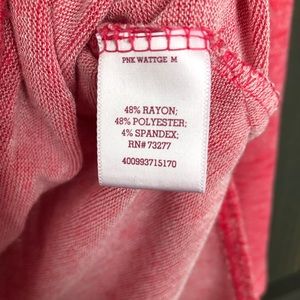 PNK WATTGE M
48% RAYON;
48% POLYESTER;
4% SPANDEX;
RN# 73277
400993715170